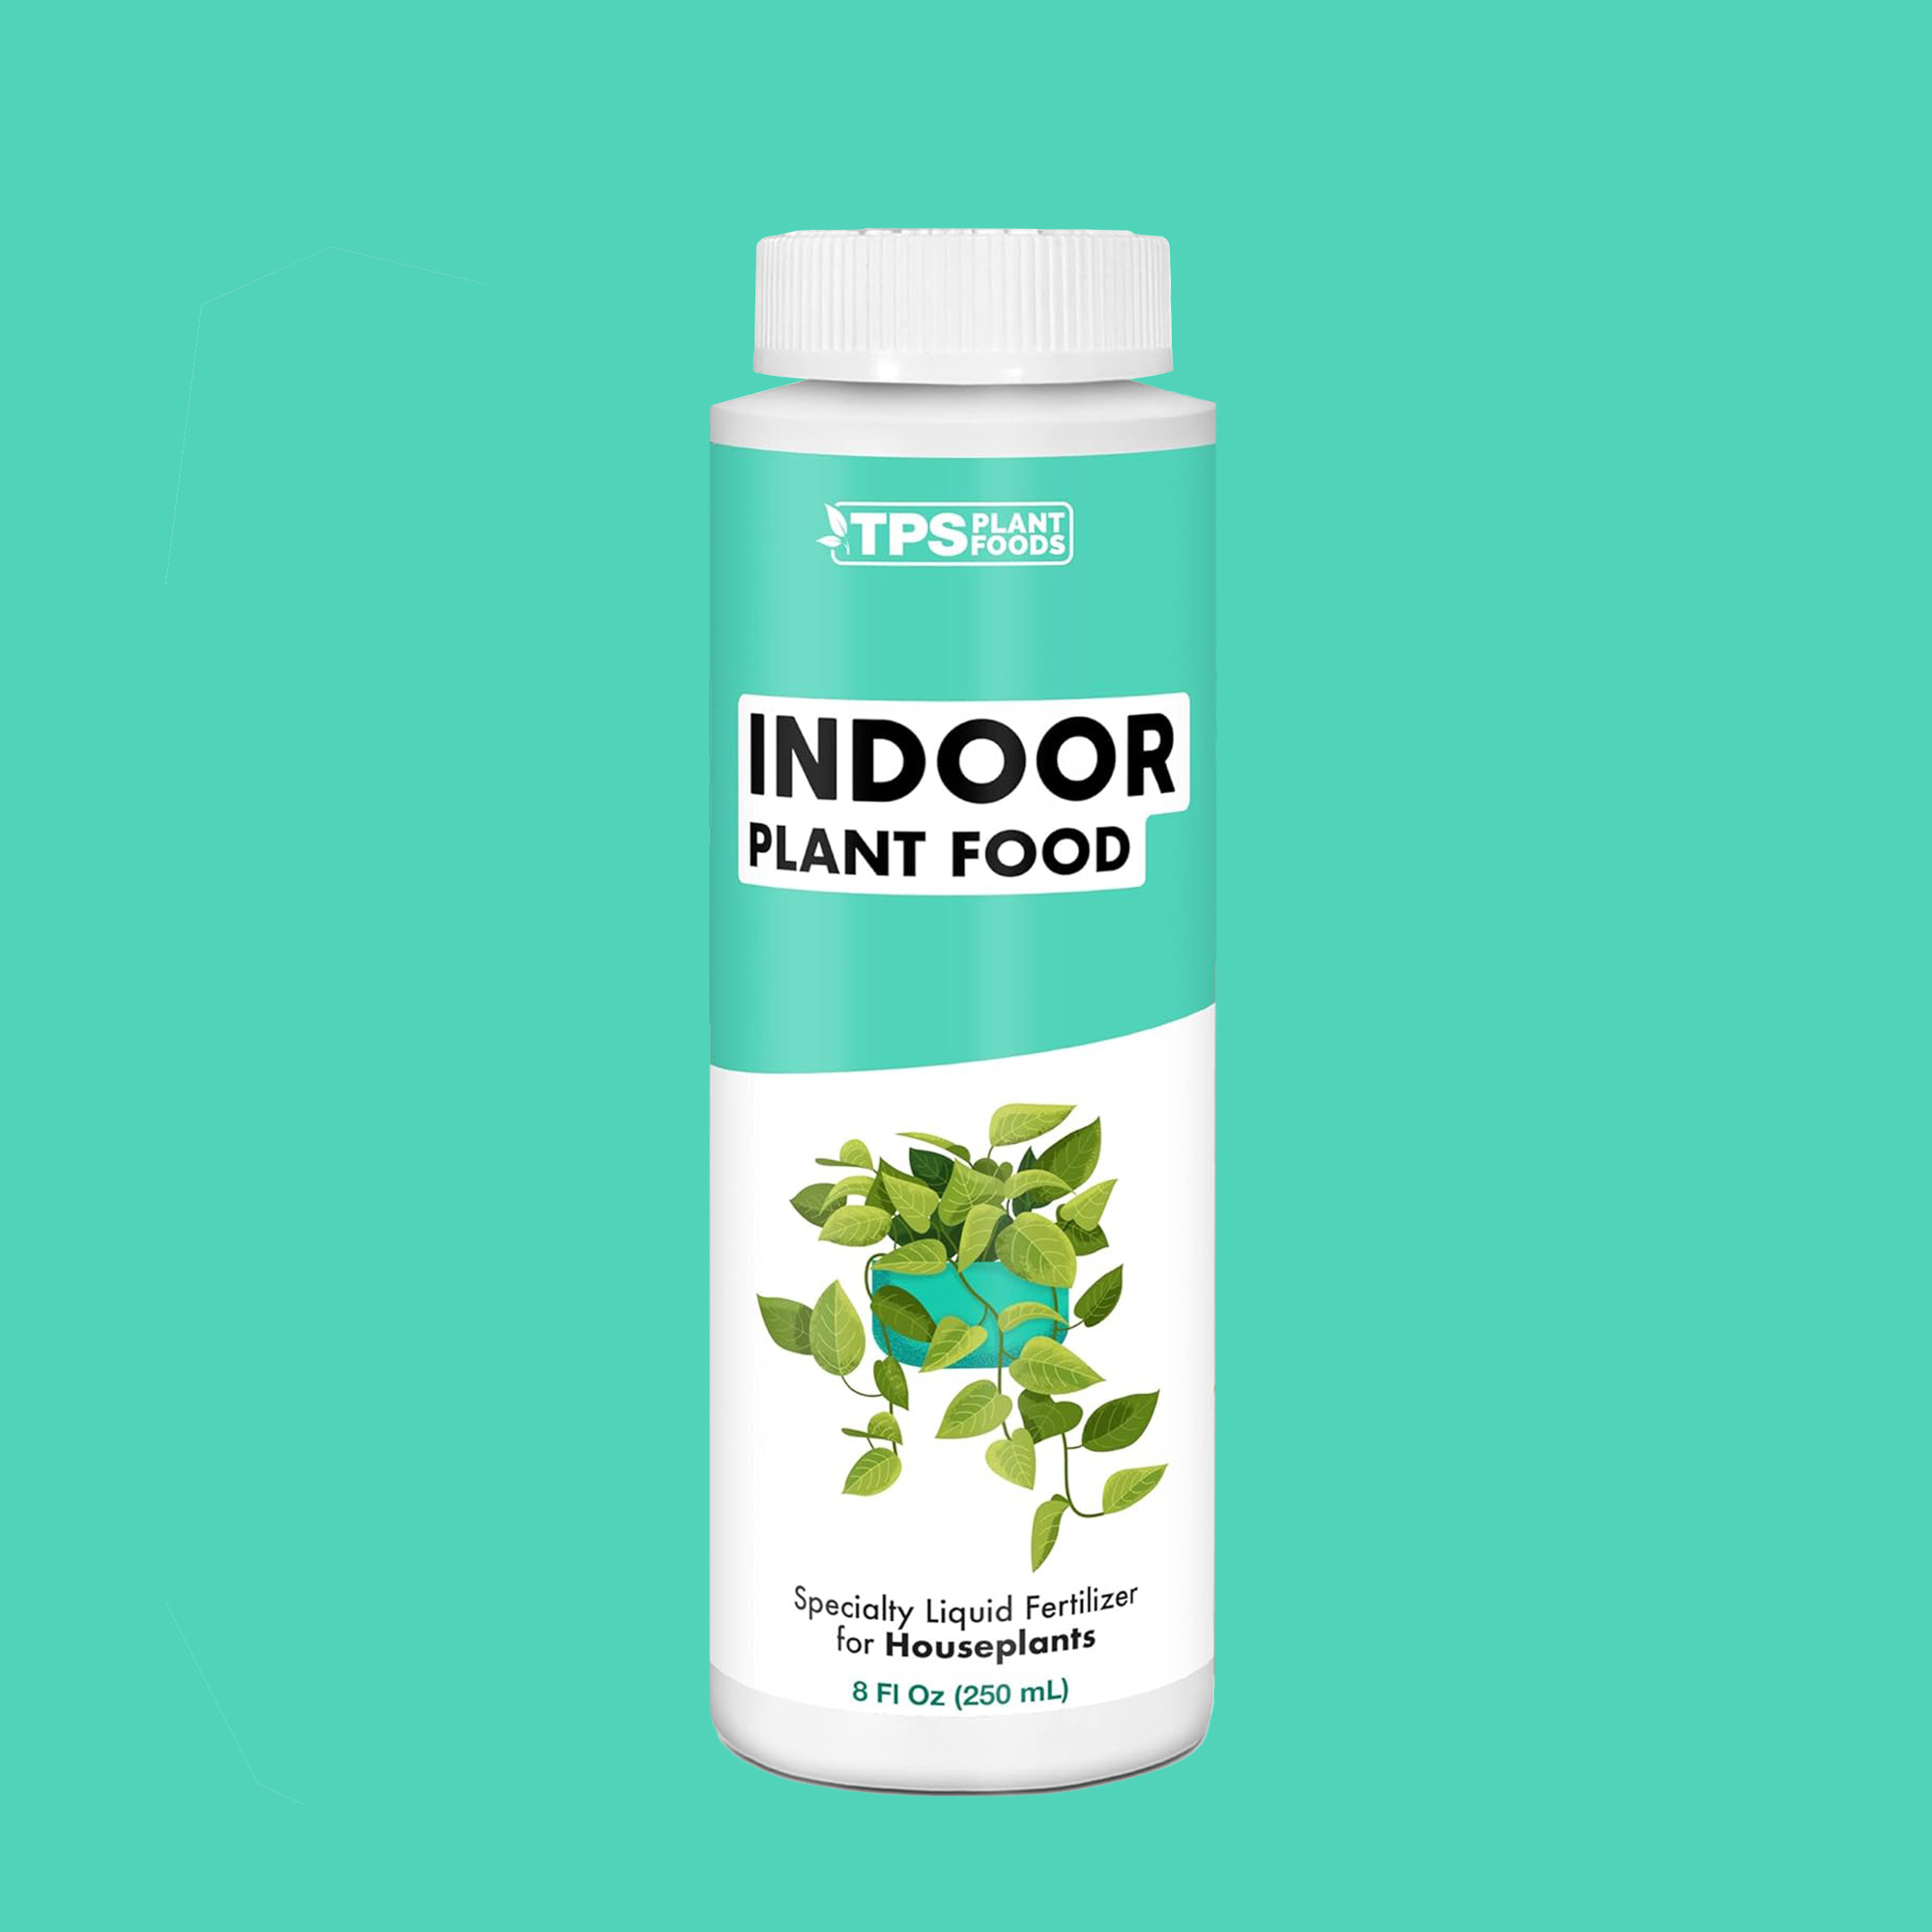 TPS PLANT
FOODS
INDOOR
PLANT FOOD
Specialty Liquid Fertilizer
for Houseplants
8 Fl Oz (250 mL)